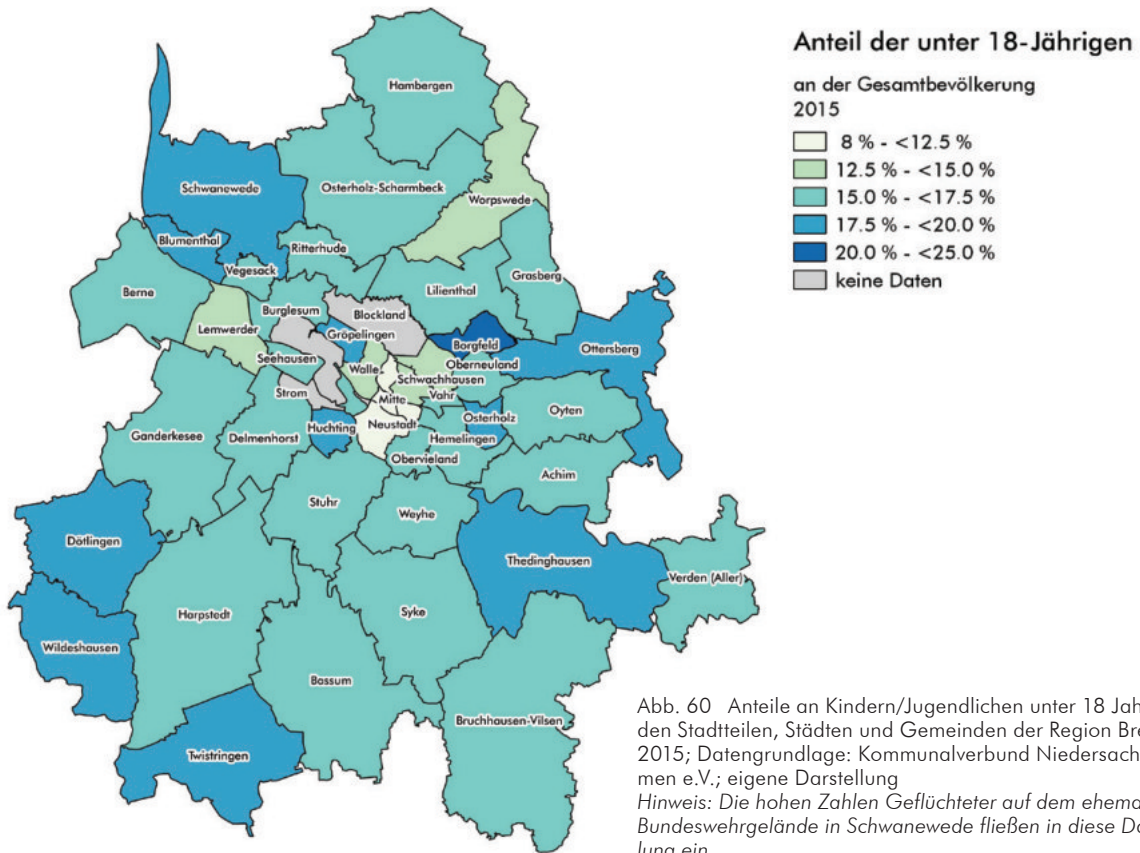 Anteil der unter 18-Jährigen
an der Gesamtbevölkerung
2015
8 % - <12.5 %
12.5 % - <15.0 %
15.0 % - <17.5 %
17.5 % - <20.0 %
20.0 % - <25.0 %
keine Daten
Hambergen
Schwanewede
Osterholz-Scharmbeck
Worpswede
Blumenthal
Ritterhude
Vegesack
Grasberg
Berne
Lilienthal
Burglesum
Blockland
Lemwerder
Gröpelingen
Borgfeld
Ottersberg
Seehausen
Oberneuland
Walle
Schwachhausen
Strom
Mitte
Vahr
Oyten
Osterholz
Huchting
Neustadt
Ganderkesee
Delmenhorst
Hemelingen
Obervieland
Achim
Stuhr
Weyhe
Dötlingen
Thedinghausen
Verden (Aller)
Harpstedt
Syke
Wildeshausen
Bassum
Bruchhausen-Vilsen
Twistringen
Abb. 60 Anteile an Kindern/Jugendlichen unter 18 Jah
den Stadtteilen, Städten und Gemeinden der Region Bre
2015; Datengrundlage: Kommunalverbund Niedersach
men e.V.; eigene Darstellung
Hinweis: Die hohen Zahlen Geflüchteter auf dem ehema
Bundeswehrgelände in Schwanewede fließen in diese Da
lung ein